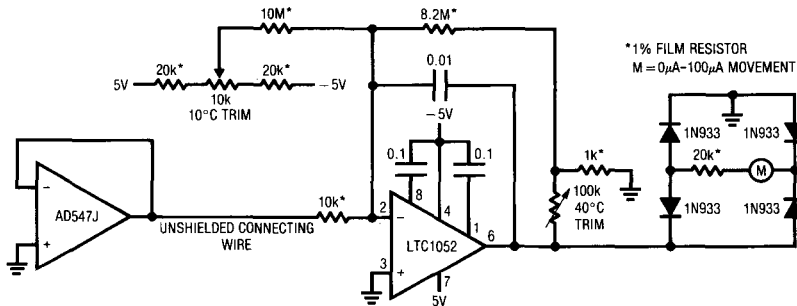 10M*
8.2M*
*1% FILM RESISTOR
M = 0µA–100µA MOVEMENT
20k*
20k*
5V
–5V
10k
10°C TRIM
0.01
–5V
0.1
0.1
1N933
1N933
20k*
M
1k*
100k
40°C
TRIM
1N933
1N933
–
+
AD547J
UNSHIELDED CONNECTING
WIRE
10k*
2
8
4
1
6
–
LTC1052
3
+
7
5V